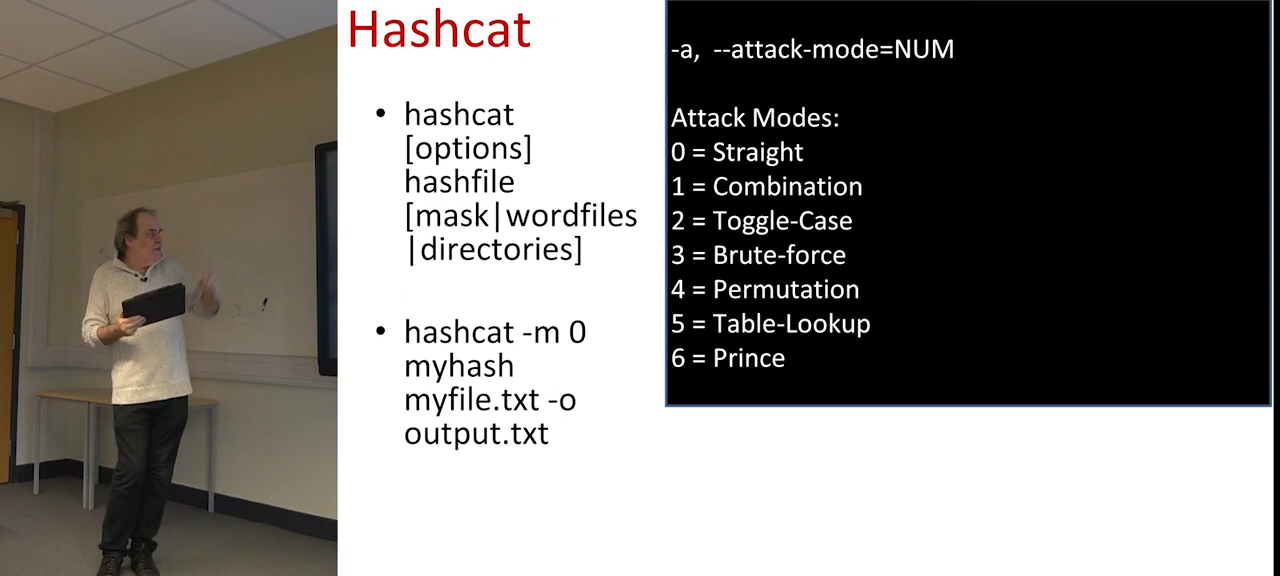 Hashcat
• hashcat
[options]
hashfile
[mask|wordfiles
|directories]
• hashcat -m 0
myhash
myfile.txt -o
output.txt
-a, --attack-mode=NUM
Attack Modes:
0 = Straight
1 = Combination
2 = Toggle-Case
3 = Brute-force
4 = Permutation
5 = Table-Lookup
6 = Prince